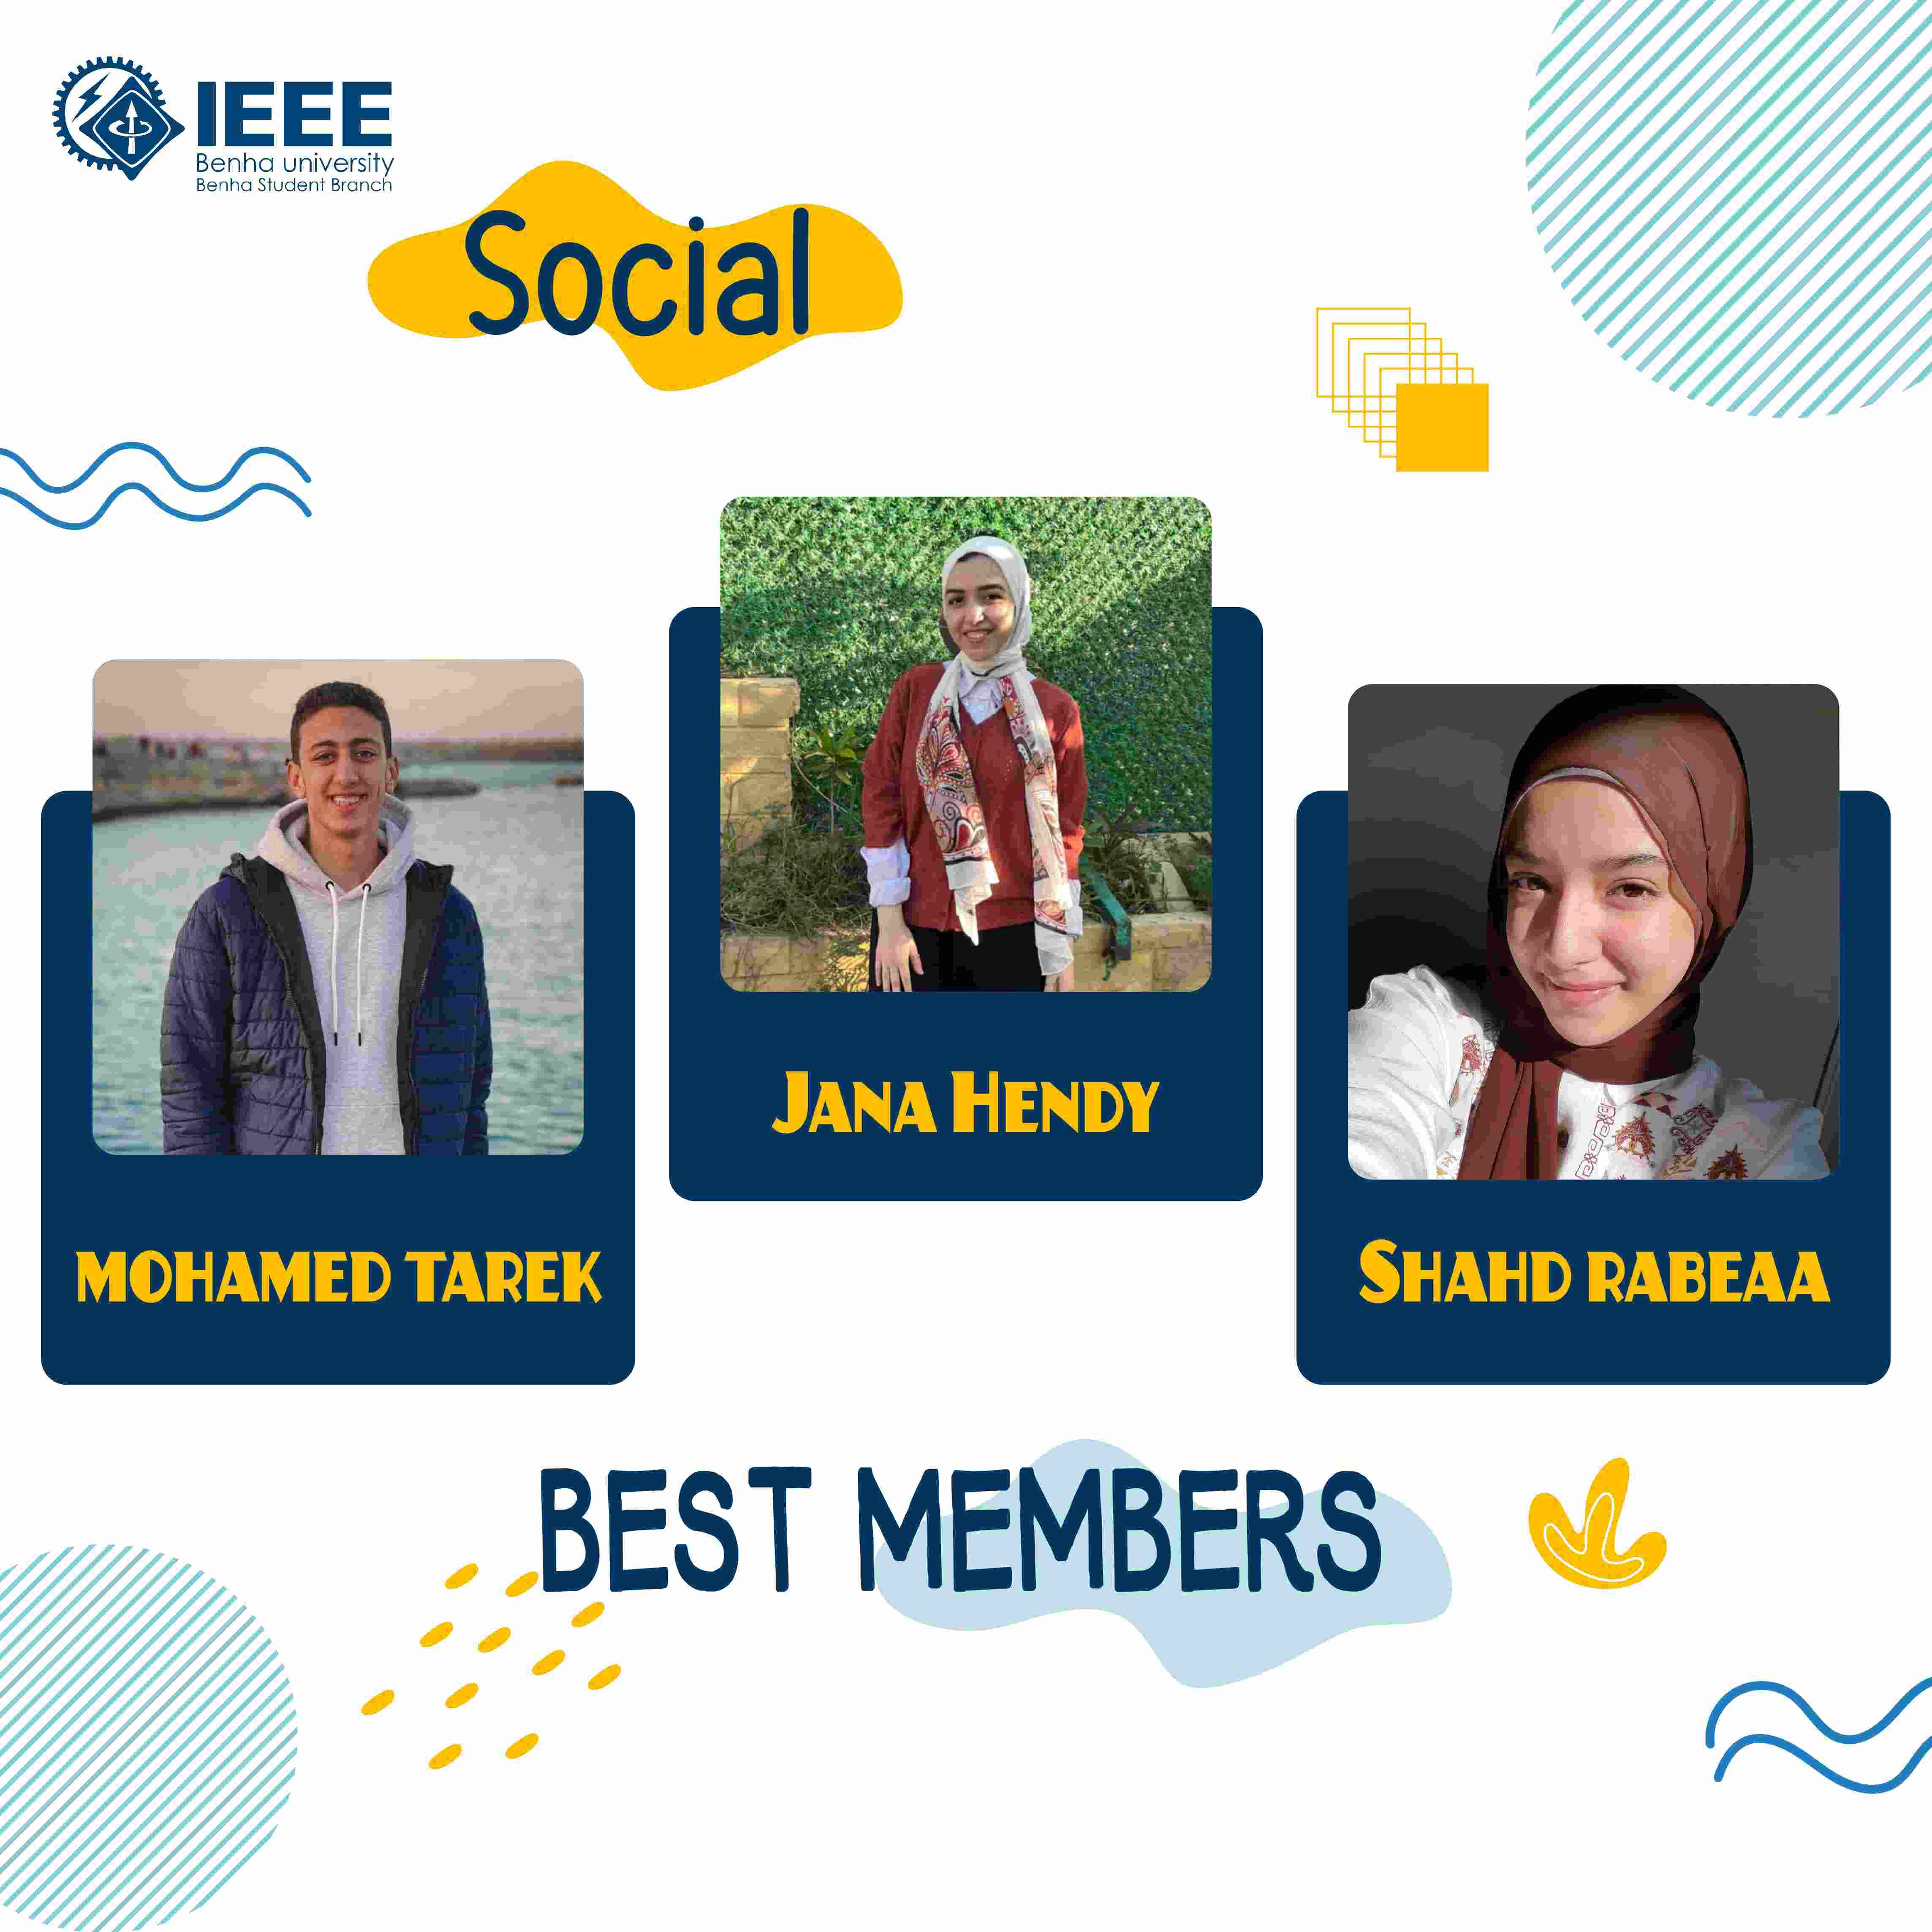 IEEE
Benha university
Benha Student Branch
Social
JANA HENDY
MOHAMED TAREK
SHAHD RABEAA
BEST MEMBERS